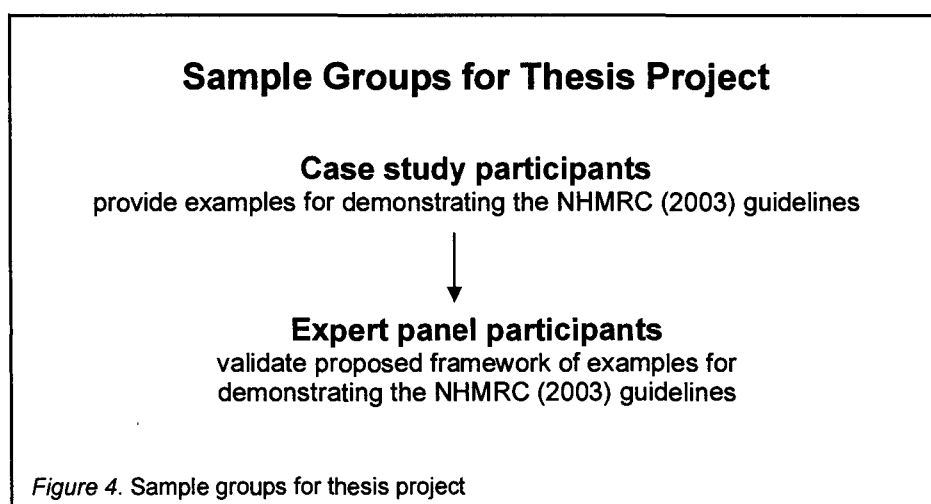 Sample Groups for Thesis Project
Case study participants
provide examples for demonstrating the NHMRC (2003) guidelines
Expert panel participants
validate proposed framework of examples for
demonstrating the NHMRC (2003) guidelines
Figure 4. Sample groups for thesis project